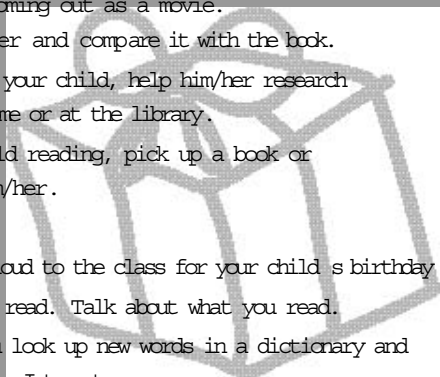 oming out as a movie.
er and compare it with the book.
your child, help him/her research
me or at the library.
ld reading, pick up a book or
m/her.
oud to the class for your child s birthday
read. Talk about what you read.
look up new words in a dictionary and